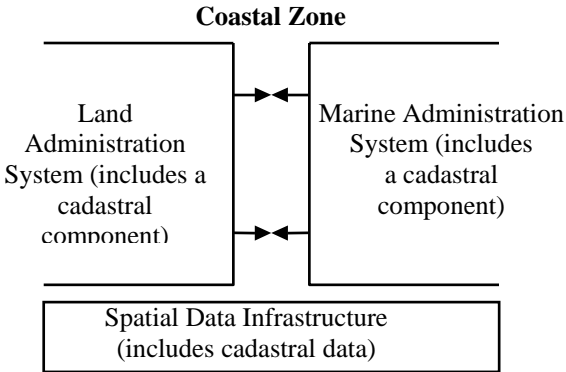 Coastal Zone
Land
Administration
System (includes a
cadastral
component)
Marine Administration
System (includes
a cadastral
component)
Spatial Data Infrastructure
(includes cadastral data)